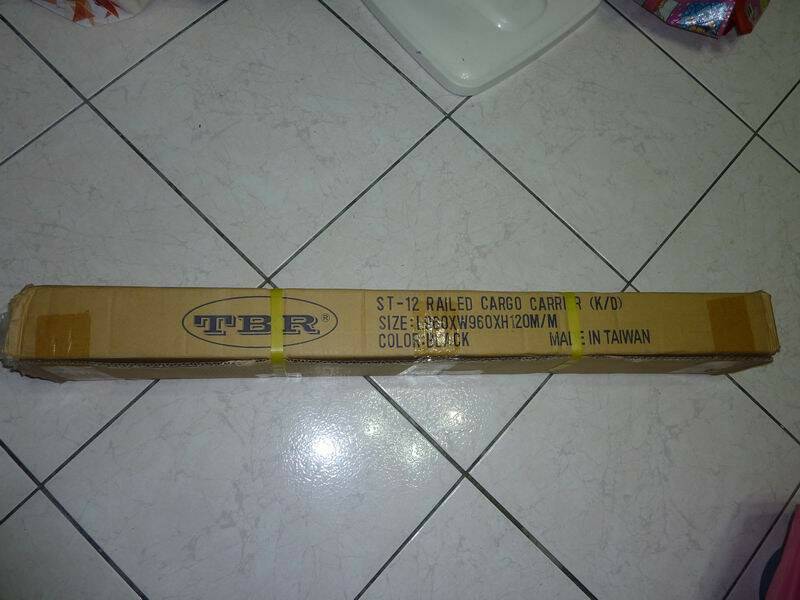 TBR®
ST-12 RAILED CARGO CARRIER (K/D)
SIZE:L960XW960XH120M/M
COLOR:BLACK MADE IN TAIWAN